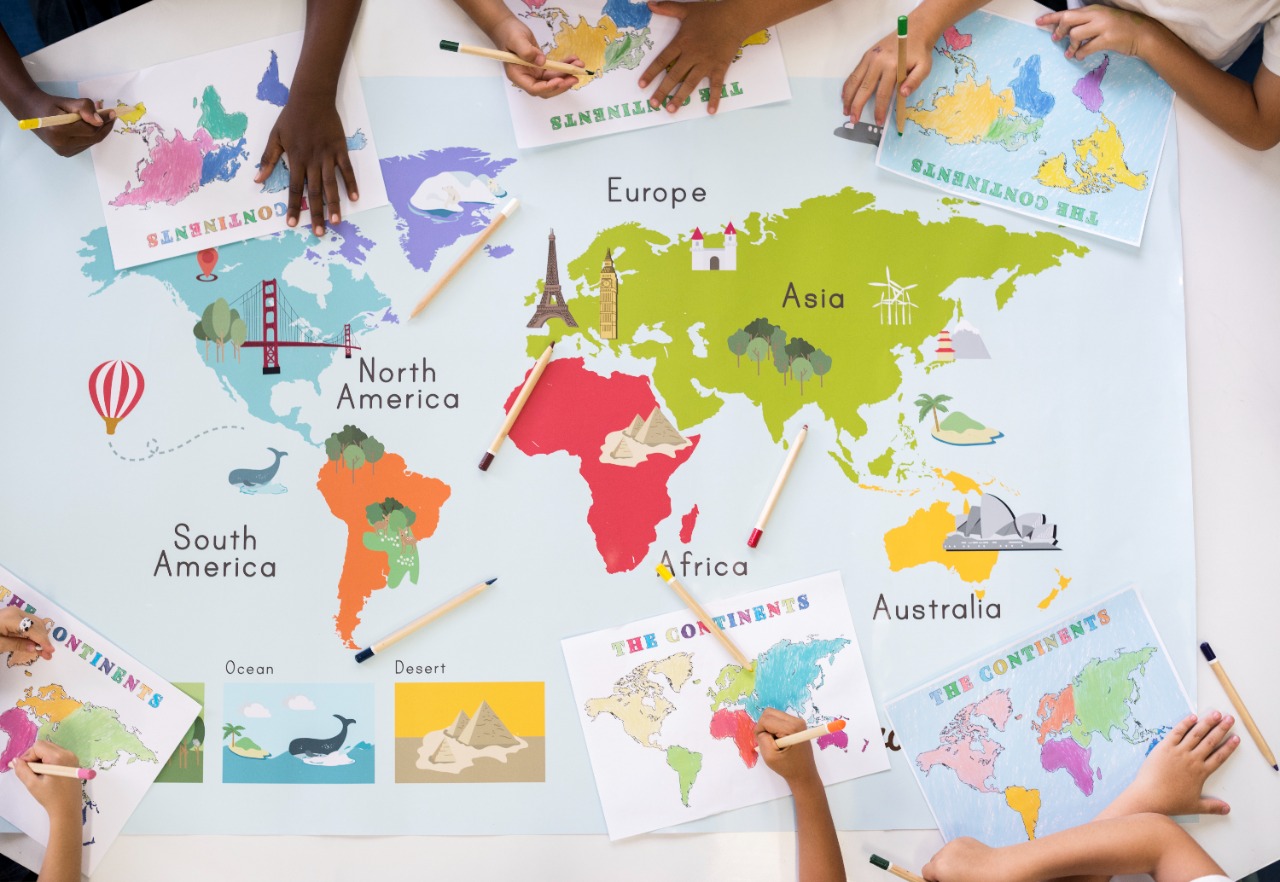 THE CONTINENTS
THE CONTINENTS
THE CONTINENTS
Europe
Asia
North
America
South
America
Africa
Australia
Ocean
Desert
THE CONTINENTS
THE CONTINENTS
THE CONTINENTS